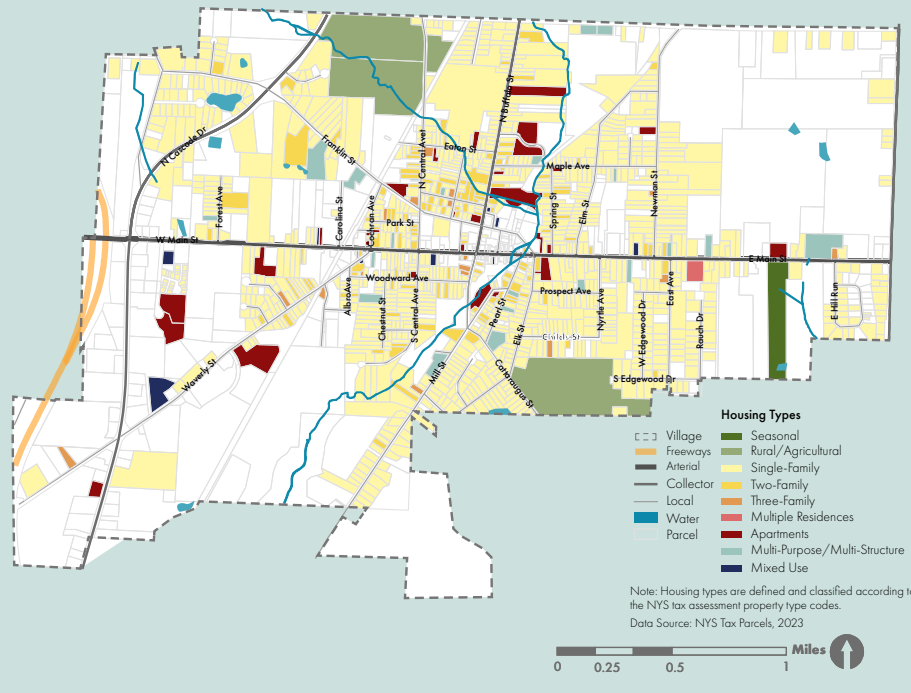 N Buffalo St
N Cascade Dr
Franklin St
N Central Avet
Eaton St
Maple Ave
Forest Ave
Carolina St
Cochran Ave
Park St
Spring St
Elm St
Newman St
W Main St
E Main St
Woodward Ave
Albro Ave
Chestnut St
S Central Ave
Pearl St
Prospect Ave
Elk St
Myrtle Ave
W Edgewood Dr
East Ave
Rauch Dr
E Hill Run
Childs St
Waverly St
Mill St
Cattaraugus St
S Edgewood Dr
Housing Types
Village
Freeways
Arterial
Collector
Local
Water
Parcel
Seasonal
Rural/Agricultural
Single-Family
Two-Family
Three-Family
Multiple Residences
Apartments
Multi-Purpose/Multi-Structure
Mixed Use
Note: Housing types are defined and classified according to
the NYS tax assessment property type codes.
Data Source: NYS Tax Parcels, 2023
Miles
0 0.25 0.5 1